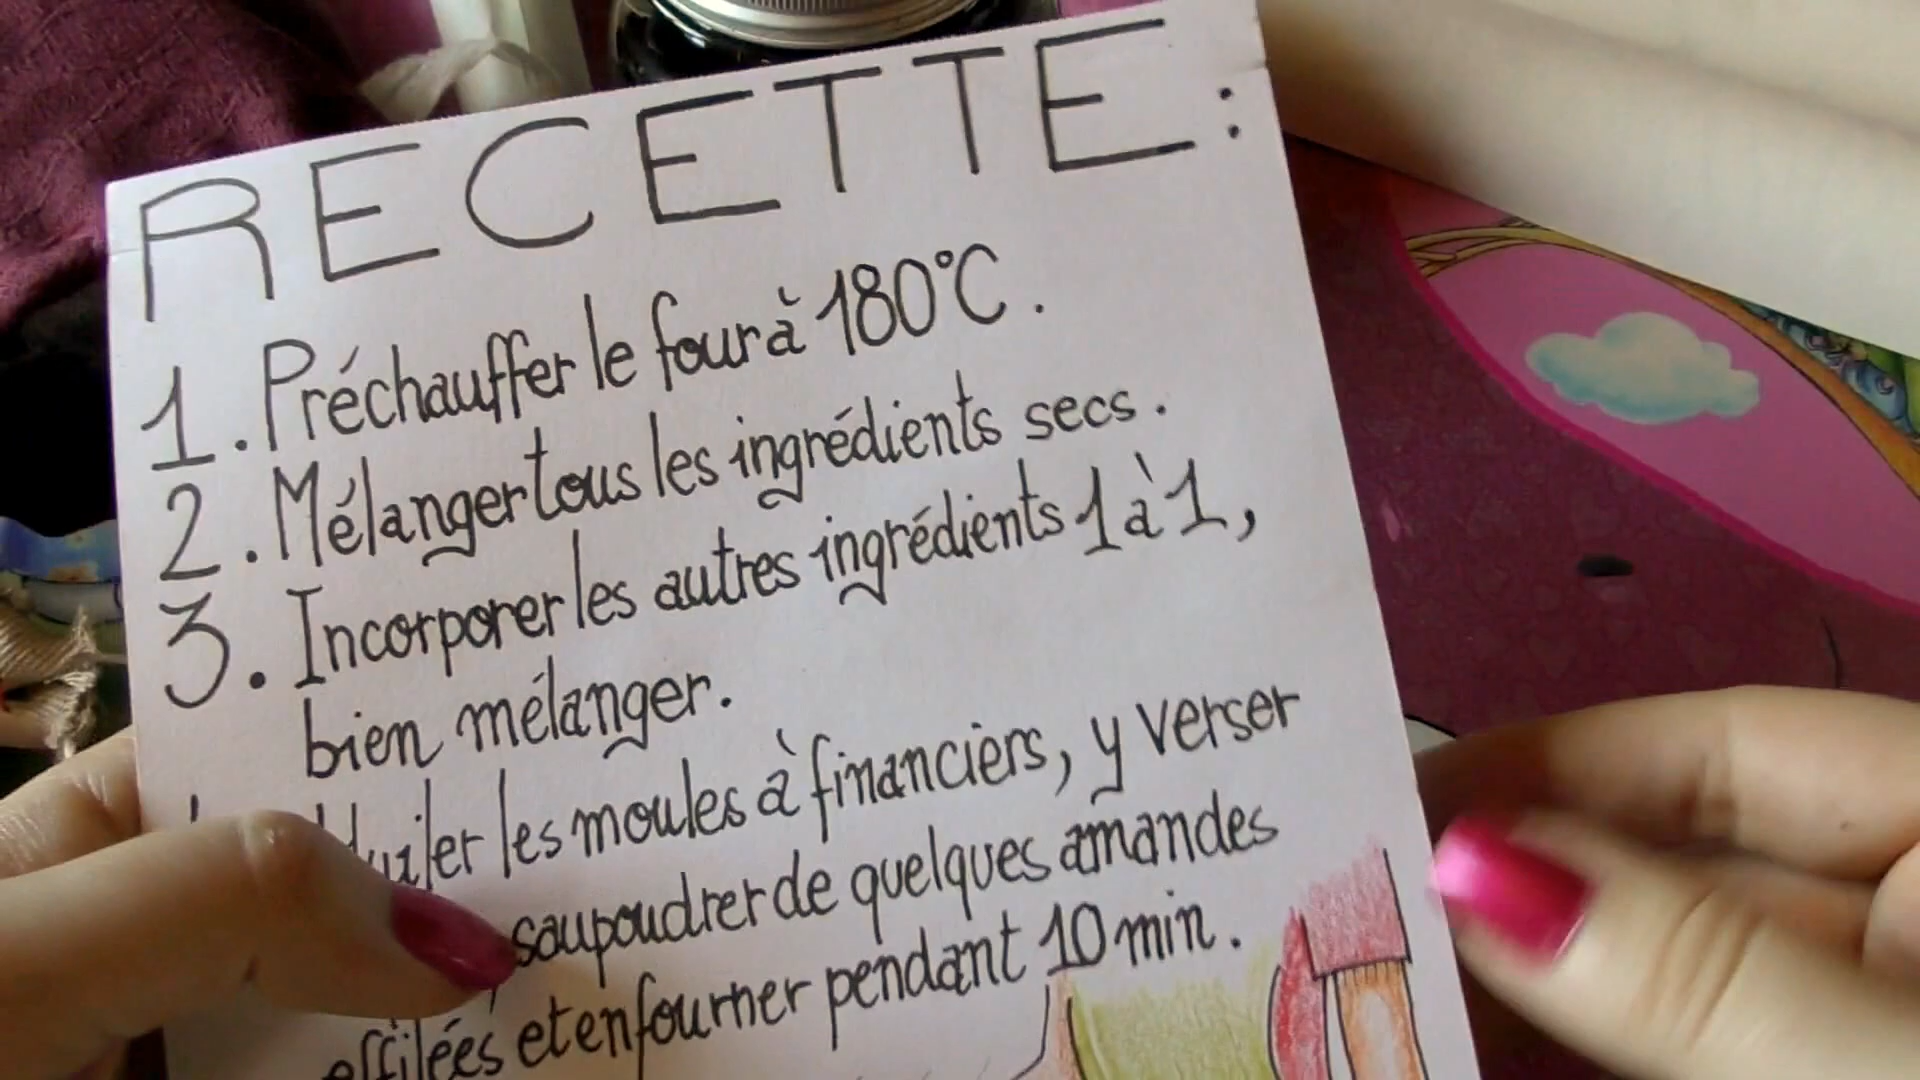 RECETTE :
1. Préchauffer le four à 180°C.
2. Mélanger tous les ingrédients secs.
3. Incorporer les autres ingrédients 1 à 1,
bien mélanger.
Huiler les moules à financiers, y verser
saupoudrer de quelques amandes
effilées et enfourner pendant 10 min.